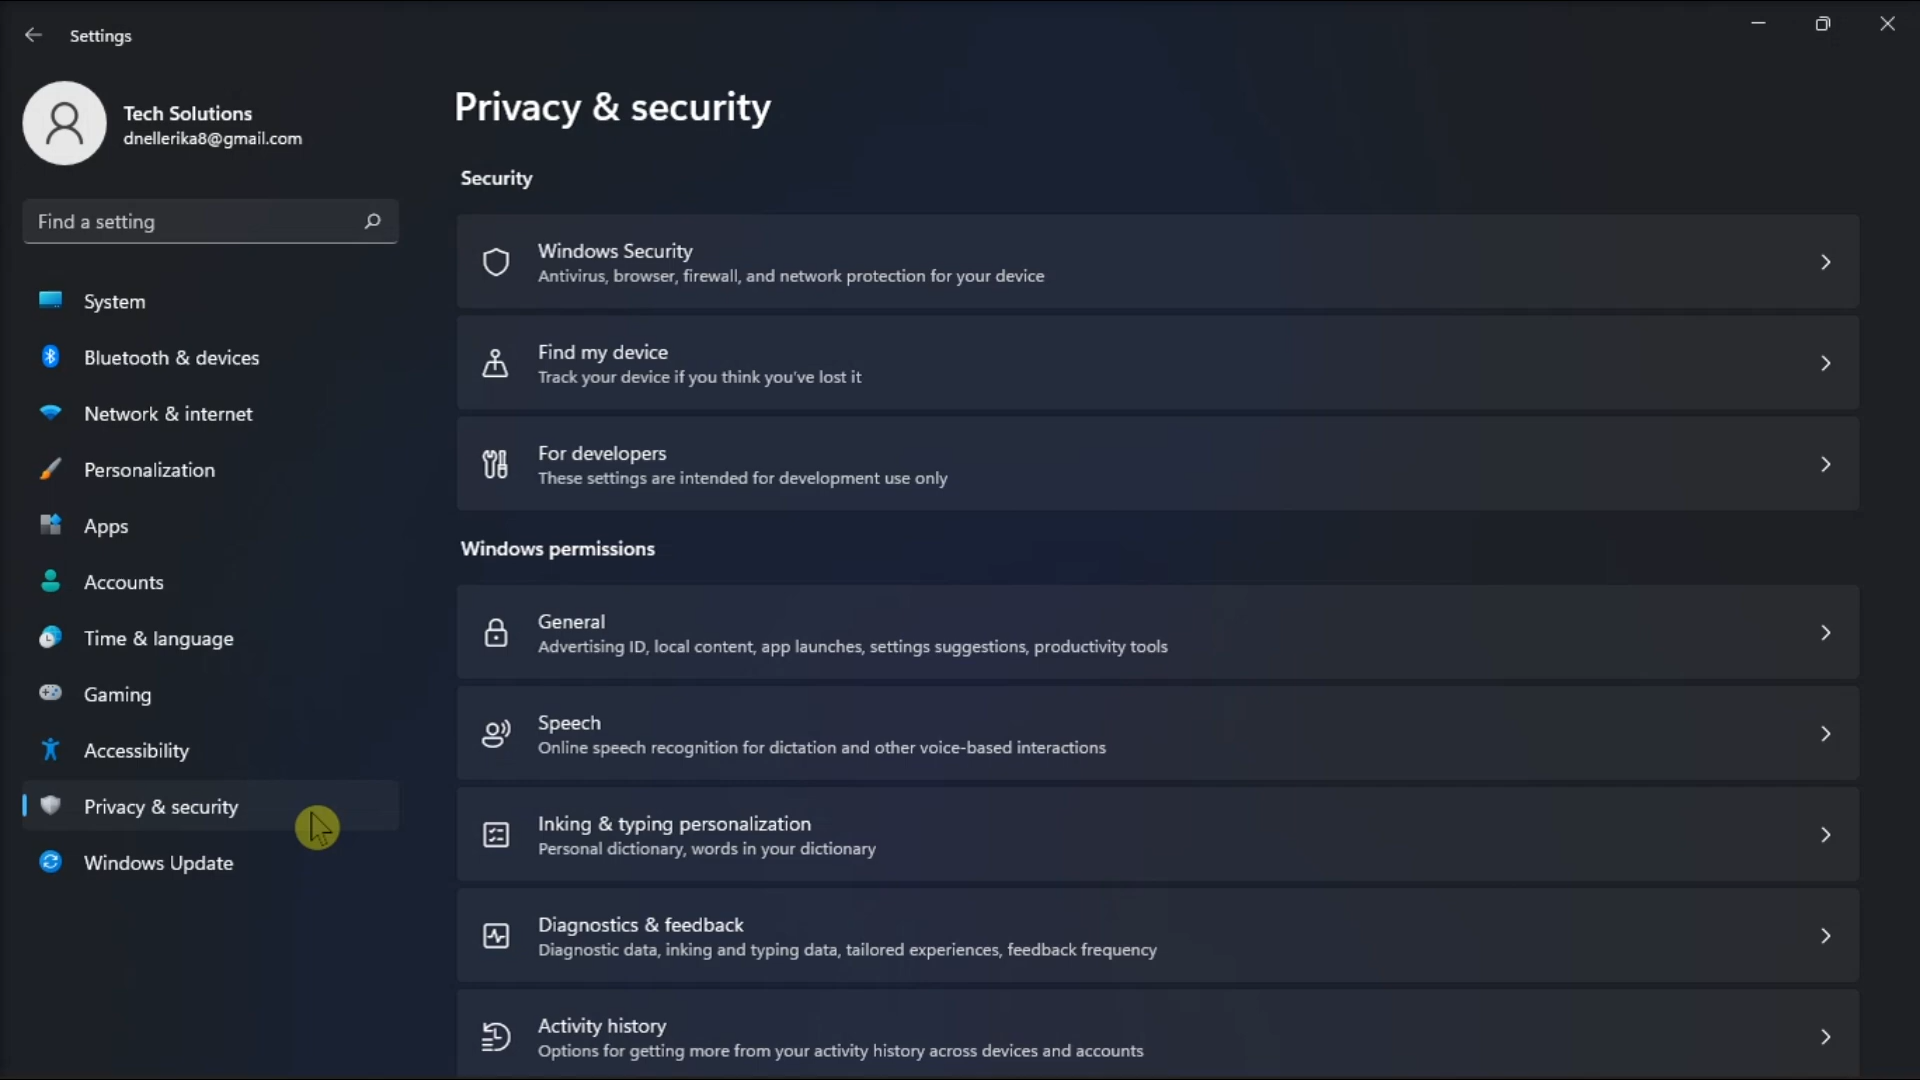 Settings
Tech Solutions
dnellerika8@gmail.com
Find a setting
System
Bluetooth & devices
Network & internet
Personalization
Apps
Accounts
Time & language
Gaming
Accessibility
Privacy & security
Windows Update
Privacy & security
Security
Windows Security
Antivirus, browser, firewall, and network protection for your device
Find my device
Track your device if you think you've lost it
For developers
These settings are intended for development use only
Windows permissions
General
Advertising ID, local content, app launches, settings suggestions, productivity tools
Speech
Online speech recognition for dictation and other voice-based interactions
Inking & typing personalization
Personal dictionary, words in your dictionary
Diagnostics & feedback
Diagnostic data, inking and typing data, tailored experiences, feedback frequency
Activity history
Options for getting more from your activity history across devices and accounts